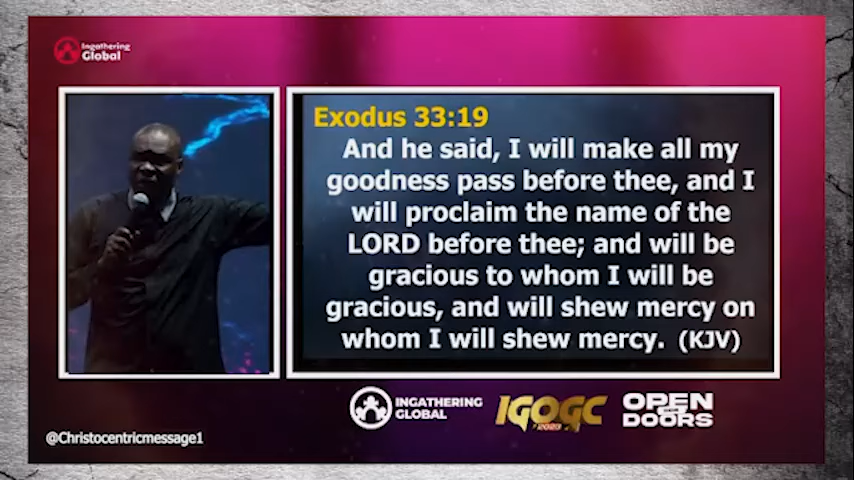 Ingathering
Global
Exodus 33:19
And he said, I will make all my
goodness pass before thee, and I
will proclaim the name of the
LORD before thee; and will be
gracious to whom I will be
gracious, and will shew mercy on
whom I will shew mercy. (KJV)
INGATHERING
GLOBAL
IGOGC
2023
OPEN
DOORS
@Christocentricmessage1